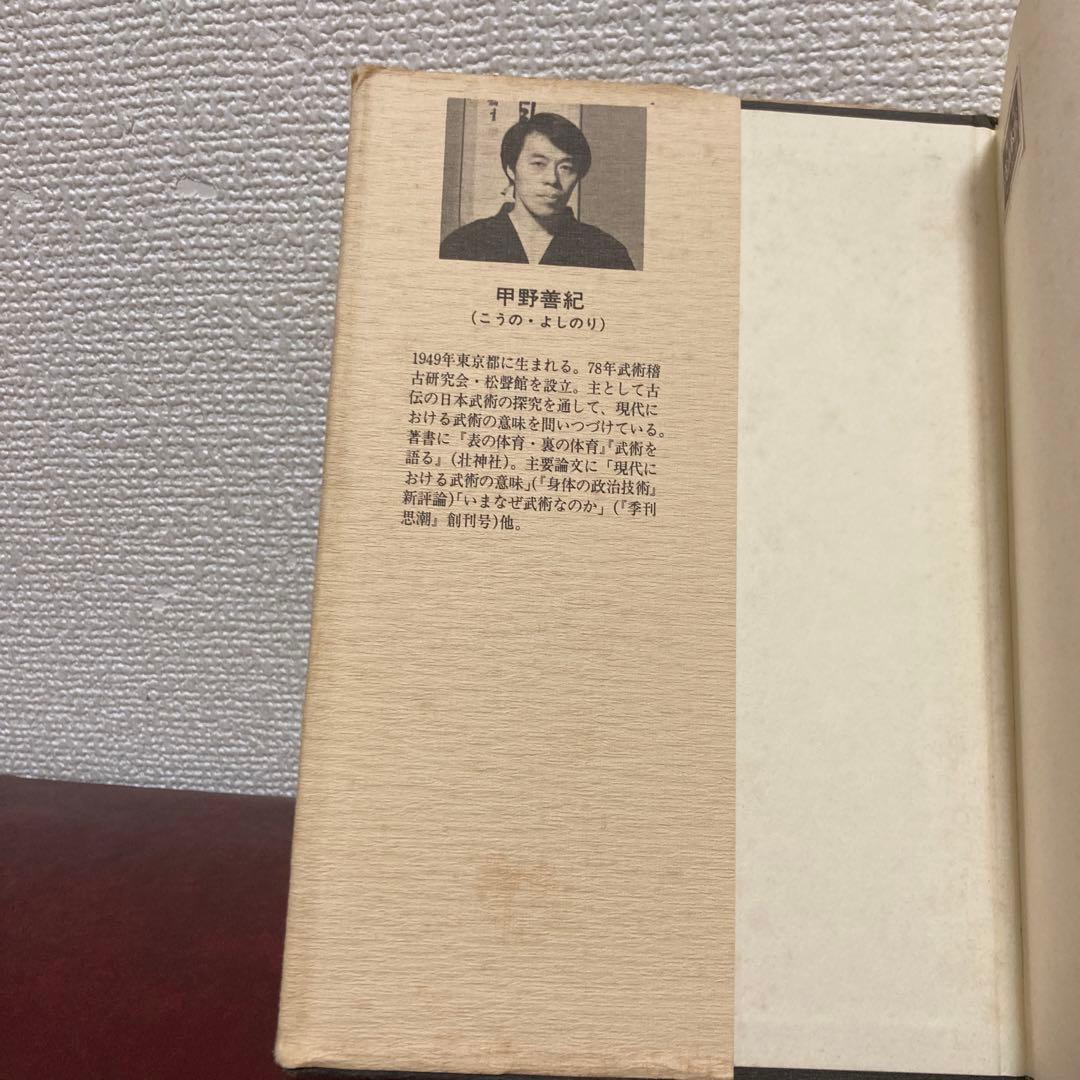 甲野善紀
(こうの・よしのり)
1949年東京都に生まれる。78年武術稽
古研究会・松聲館を設立。主として古
伝の日本武術の探究を通して、現代に
おける武術の意味を問いつづけている。
著書に『表の体育・裏の体育』『武術を
語る』(壮神社)。主要論文に「現代に
おける武術の意味」(『身体の政治技術』
新評論)「いまなぜ武術なのか」(『季刊
思潮』創刊号)他。